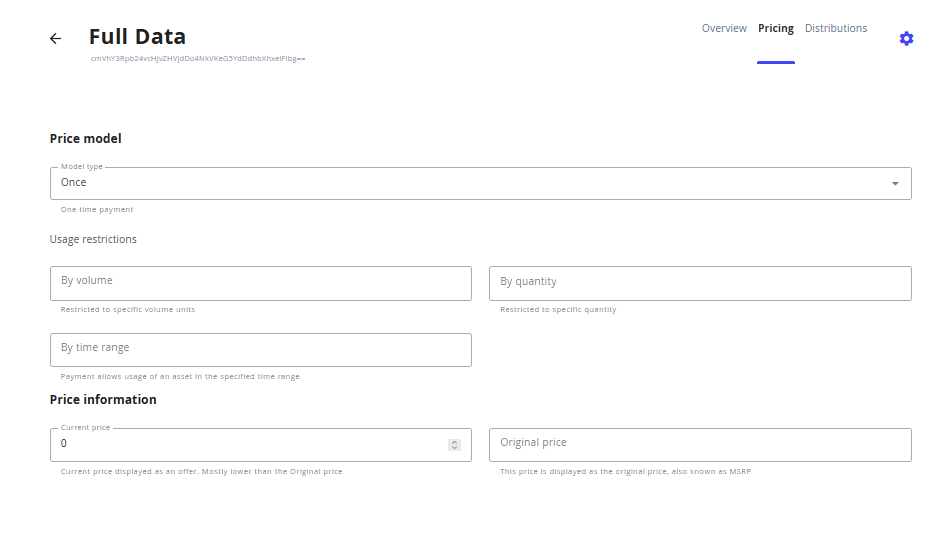 Full Data
Overview Pricing Distributions
Price model
Model type
Once
One time payment
Usage restrictions
By volume
By quantity
Restricted to specific volume units
Restricted to specific quantity
By time range
Payment allows usage of an asset in the specified time range
Price information
Current price
0
Original price
Current price displayed as an offer. Mostly lower than the Original price
This price is displayed as the original price, also known as MSRP